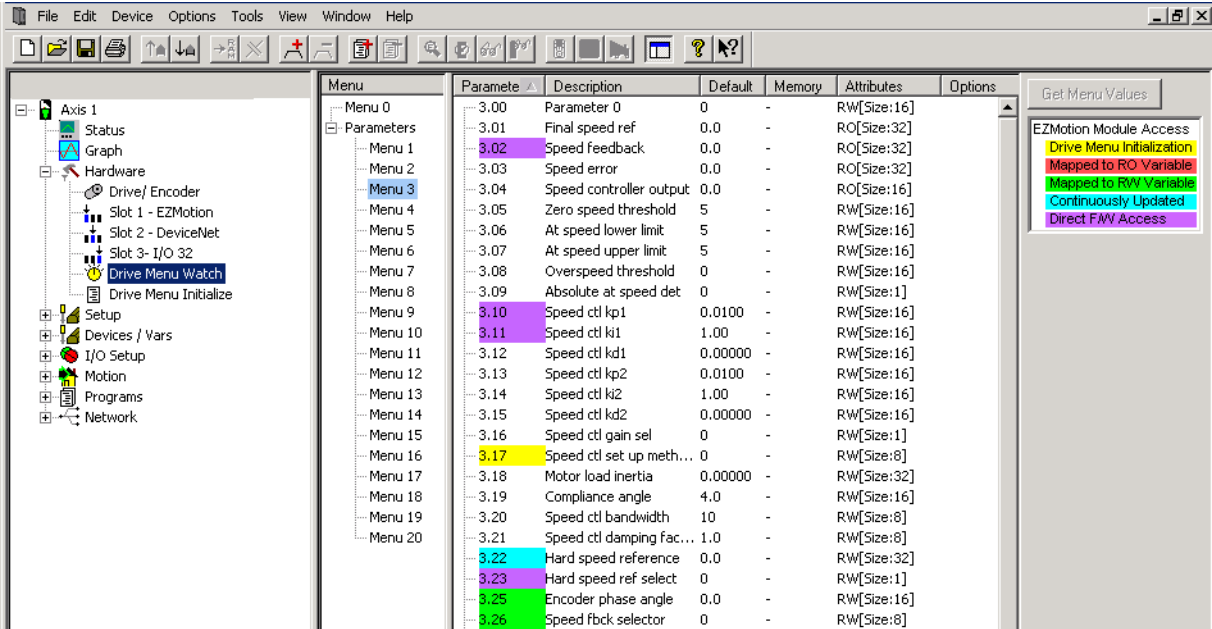 File Edit Device Options Tools View Window Help
Menu Paramete Description Default Memory Attributes Options
Get Menu Values
Axis 1
Status
Graph
Hardware
Drive/ Encoder
Slot 1 - EZMotion
Slot 2 - DeviceNet
Slot 3- I/O 32
Drive Menu Watch
Drive Menu Initialize
Setup
Devices / Vars
I/O Setup
Motion
Programs
Network
Menu 0
Parameters
Menu 1
Menu 2
Menu 3
Menu 4
Menu 5
Menu 6
Menu 7
Menu 8
Menu 9
Menu 10
Menu 11
Menu 12
Menu 13
Menu 14
Menu 15
Menu 16
Menu 17
Menu 18
Menu 19
Menu 20
3.00 Parameter 0 0 - RW[Size:16]
3.01 Final speed ref 0.0 - RO[Size:32]
3.02 Speed feedback 0.0 - RO[Size:32]
3.03 Speed error 0.0 - RO[Size:32]
3.04 Speed controller output 0.0 - RO[Size:16]
3.05 Zero speed threshold 5 - RW[Size:16]
3.06 At speed lower limit 5 - RW[Size:16]
3.07 At speed upper limit 5 - RW[Size:16]
3.08 Overspeed threshold 0 - RW[Size:16]
3.09 Absolute at speed det 0 - RW[Size:1]
3.10 Speed ctl kp1 0.0100 - RW[Size:16]
3.11 Speed ctl ki1 1.00 - RW[Size:16]
3.12 Speed ctl kd1 0.00000 - RW[Size:16]
3.13 Speed ctl kp2 0.0100 - RW[Size:16]
3.14 Speed ctl ki2 1.00 - RW[Size:16]
3.15 Speed ctl kd2 0.00000 - RW[Size:16]
3.16 Speed ctl gain sel 0 - RW[Size:1]
3.17 Speed ctl set up meth... 0 - RW[Size:8]
3.18 Motor load inertia 0.00000 - RW[Size:32]
3.19 Compliance angle 4.0 - RW[Size:16]
3.20 Speed ctl bandwidth 10 - RW[Size:8]
3.21 Speed ctl damping fac... 1.0 - RW[Size:8]
3.22 Hard speed reference 0.0 - RW[Size:32]
3.23 Hard speed ref select 0 - RW[Size:1]
3.25 Encoder phase angle 0.0 - RW[Size:16]
3.26 Speed fbck selector 0 - RW[Size:8]
EZMotion Module Access
Drive Menu Initialization
Mapped to RO Variable
Mapped to RW Variable
Continuously Updated
Direct F/W Access